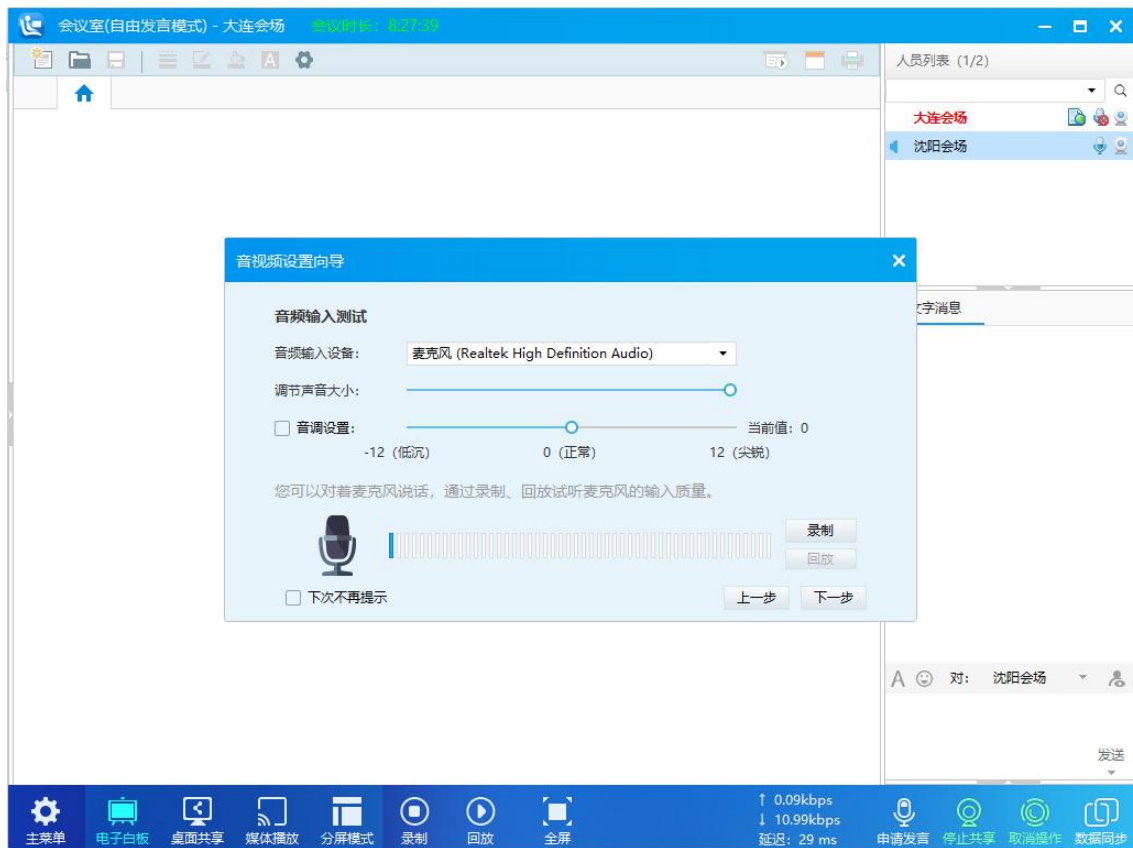 会议室(自由发言模式) - 大连会场 会议时长：8:27:39
人员列表 (1/2)
大连会场
沈阳会场
音视频设置向导
音频输入测试
音频输入设备： 麦克风 (Realtek High Definition Audio)
调节声音大小：
音调设置： 当前值：0
-12 (低沉) 0 (正常) 12 (尖锐)
您可以对着麦克风说话，通过录制、回放试听麦克风的输入质量。
录制
回放
下次不再提示 上一步 下一步
文字消息
A 对： 沈阳会场
发送
主菜单 电子白板 桌面共享 媒体播放 分屏模式 录制 回放 全屏
↑ 0.09kbps
↓ 10.99kbps
延迟：29 ms
申请发言 停止共享 取消操作 数据同步